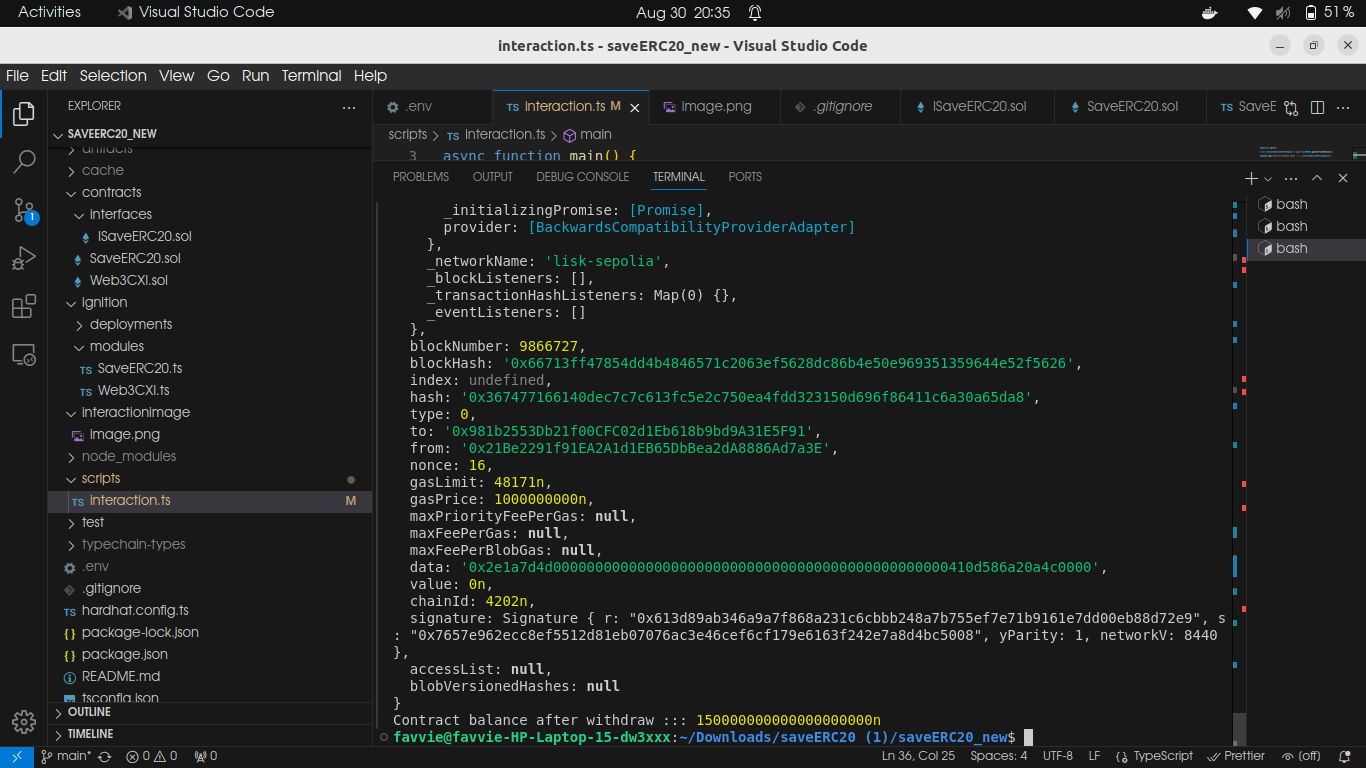 Activities
Visual Studio Code
Aug 30 20:35
51 %
interaction.ts - saveERC20_new - Visual Studio Code
File Edit Selection View Go Run Terminal Help
EXPLORER
SAVEERC20_NEW
artifacts
cache
contracts
interfaces
ISaveERC20.sol
SaveERC20.sol
Web3CXI.sol
ignition
deployments
modules
TS SaveERC20.ts
TS Web3CXI.ts
interactionimage
image.png
node_modules
scripts
TS interaction.ts M
test
typechain-types
.env
.gitignore
TS hardhat.config.ts
{} package-lock.json
{} package.json
README.md
tsconfig.json
OUTLINE
TIMELINE
.env
TS interaction.ts M
image.png
.gitignore
ISaveERC20.sol
SaveERC20.sol
TS SaveE
scripts > TS interaction.ts > main
3 async function main() {
PROBLEMS OUTPUT DEBUG CONSOLE TERMINAL PORTS
bash
bash
bash
_initializingPromise: [Promise],
provider: [BackwardsCompatibilityProviderAdapter]
},
_networkName: 'lisk-sepolia',
_blockListeners: [],
_transactionHashListeners: Map(0) {},
_eventListeners: []
},
blockNumber: 9866727,
blockHash: '0x66713ff47854dd4b4846571c2063ef5628dc86b4e50e969351359644e52f5626',
index: undefined,
hash: '0x367477166140dec7c7c613fc5e2c750ea4fdd323150d696f86411c6a30a65da8',
type: 0,
to: '0x981b2553Db21f00CFC02d1Eb618b9bd9A31E5F91',
from: '0x21Be2291f91EA2A1d1EB65DbBea2dA8886Ad7a3E',
nonce: 16,
gasLimit: 48171n,
gasPrice: 1000000000n,
maxPriorityFeePerGas: null,
maxFeePerGas: null,
maxFeePerBlobGas: null,
data: '0x2e1a7d4d00000000000000000000000000000000000000000000000410d586a20a4c0000',
value: 0n,
chainId: 4202n,
signature: Signature { r: "0x613d89ab346a9a7f868a231c6cbbb248a7b755ef7e71b9161e7dd00eb88d72e9", s
: "0x7657e962ecc8ef5512d81eb07076ac3e46cef6cf179e6163f242e7a8d4bc5008", yParity: 1, networkV: 8440
},
accessList: null,
blobVersionedHashes: null
}
Contract balance after withdraw ::: 150000000000000000000n
favvie@favvie-HP-Laptop-15-dw3xxx:~/Downloads/saveERC20 (1)/saveERC20_new$
main* 0 0 0
Ln 36, Col 25 Spaces: 4 UTF-8 LF {} TypeScript Prettier (off)